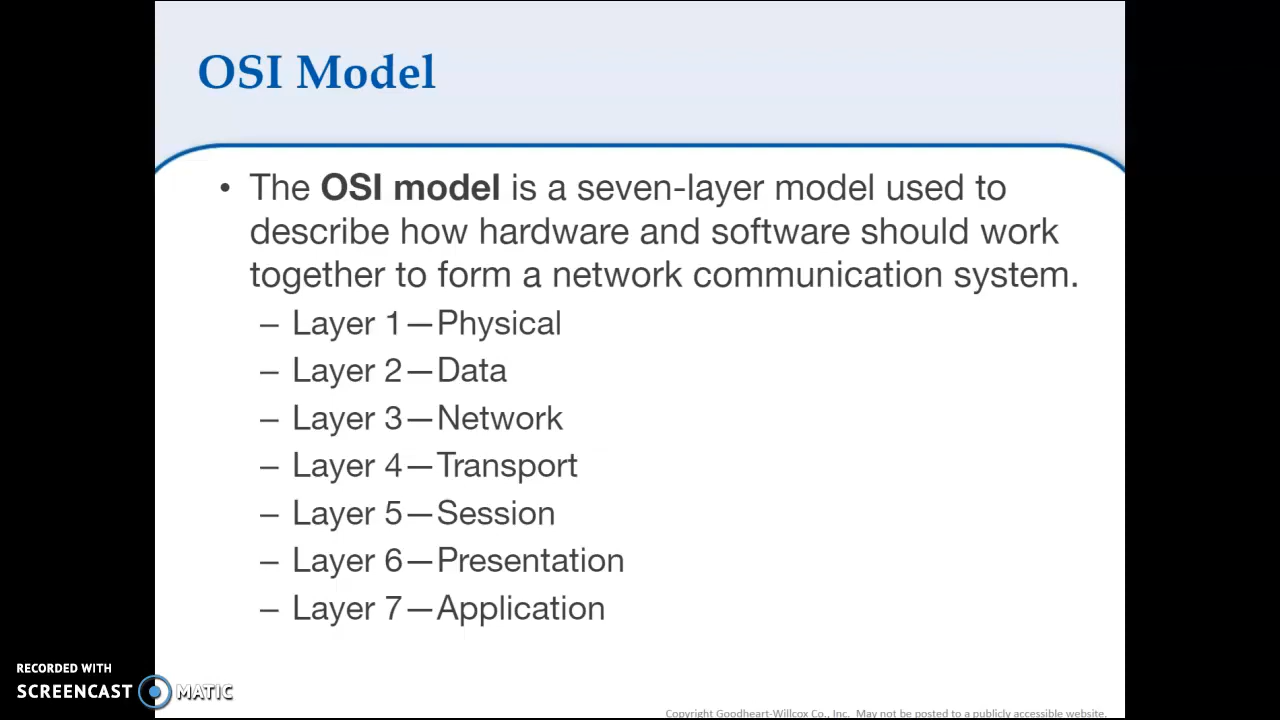 OSI Model
• The OSI model is a seven-layer model used to
describe how hardware and software should work
together to form a network communication system.
– Layer 1—Physical
– Layer 2—Data
– Layer 3—Network
– Layer 4—Transport
– Layer 5—Session
– Layer 6—Presentation
– Layer 7—Application
RECORDED WITH
SCREENCAST MATIC
Copyright Goodheart-Willcox Co., Inc. May not be posted to a publicly accessible website.